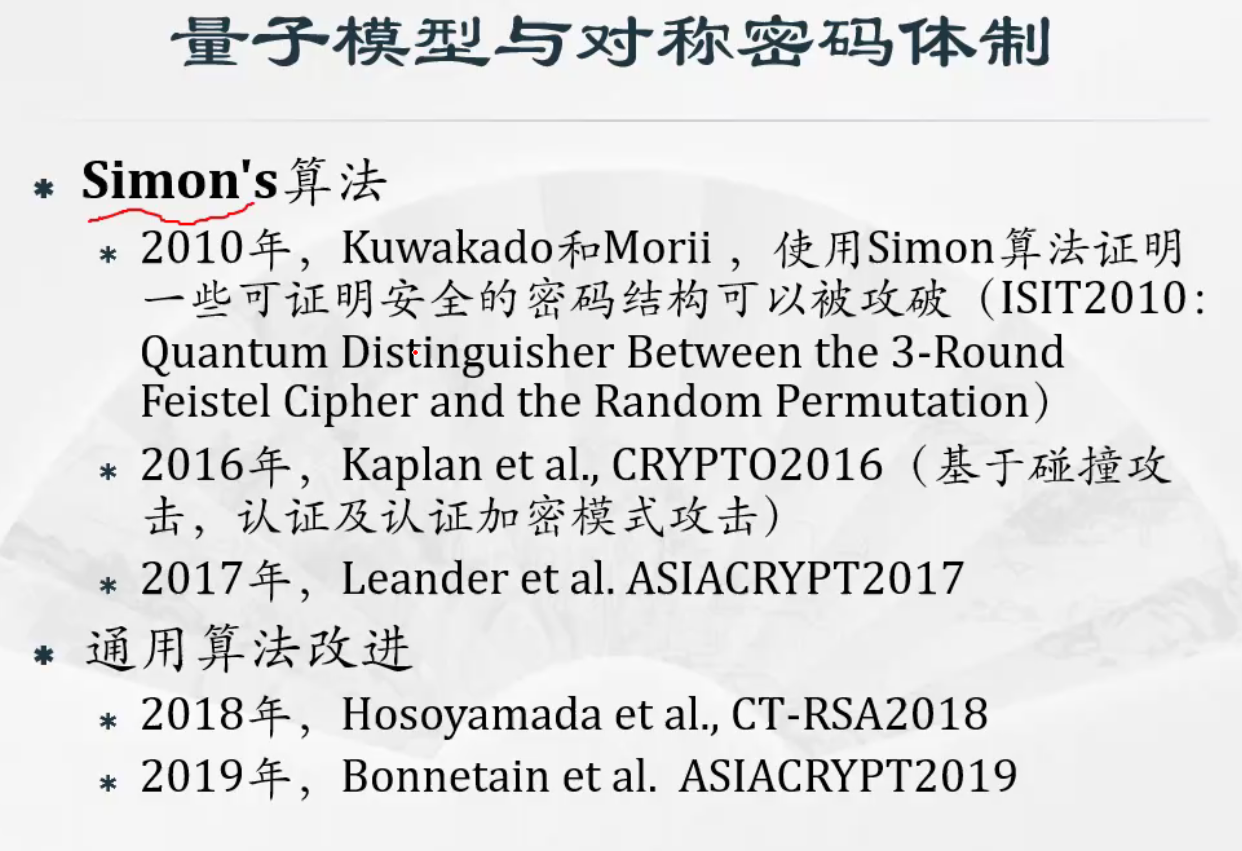 量子模型与对称密码体制
* Simon's算法
* 2010年，Kuwakado和Morii ，使用Simon算法证明
一些可证明安全的密码结构可以被攻破（ISIT2010：
Quantum Distinguisher Between the 3-Round
Feistel Cipher and the Random Permutation）
* 2016年，Kaplan et al., CRYPTO2016（基于碰撞攻
击，认证及认证加密模式攻击）
* 2017年，Leander et al. ASIACRYPT2017
* 通用算法改进
* 2018年，Hosoyamada et al., CT-RSA2018
* 2019年，Bonnetain et al. ASIACRYPT2019